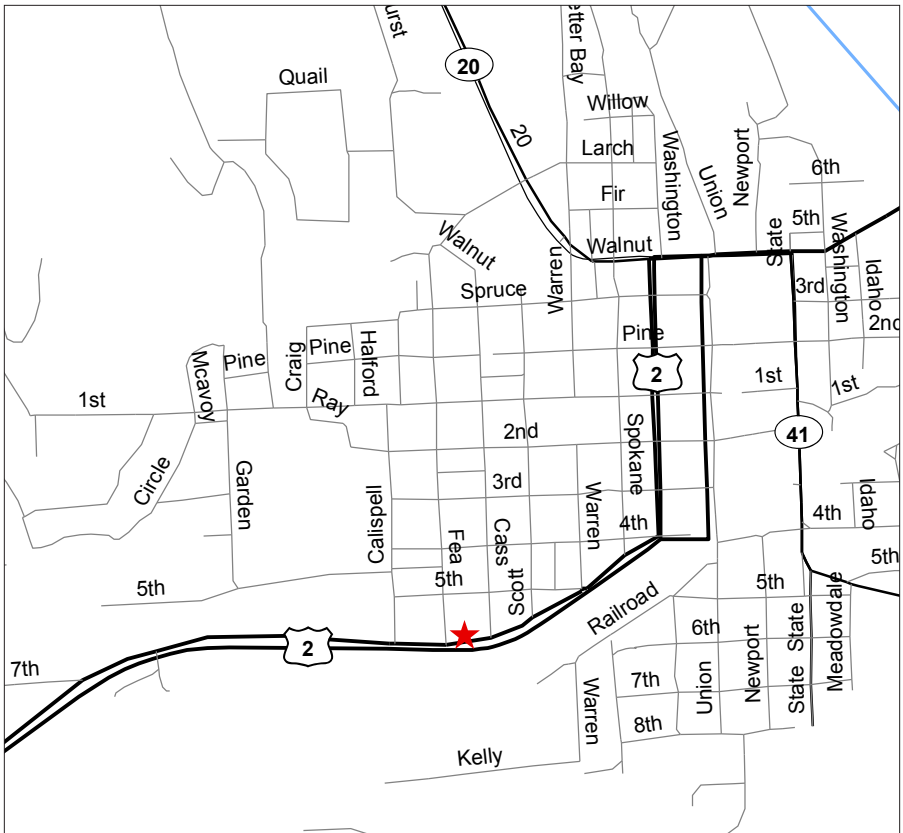 urst
etter Bay
20
Quail
Willow
20
Larch
Washington
Union
Newport
6th
Fir
5th
Walnut
Walnut
State
Washington
Warren
Idaho
Spruce
3rd
2nd
Pine
Pine
Pine
Craig
Halford
Mcavoy
2
1st
1st
1st
Ray
2nd
Spokane
41
Circle
Garden
3rd
Calispell
Warren
Idaho
4th
4th
Fea
Cass
5th
5th
5th
5th
Scott
Railroad
6th
State
State
Meadowdale
2
7th
7th
Union
Newport
Warren
8th
Kelly